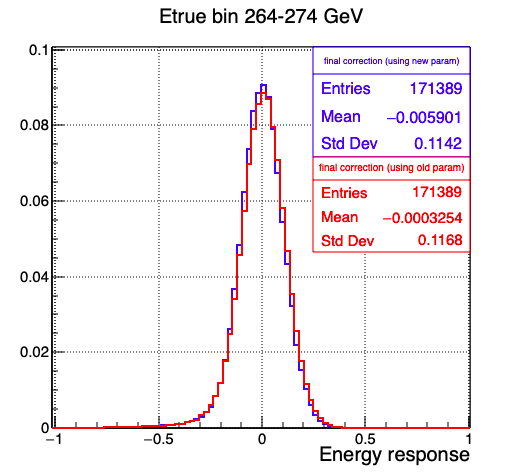 Etrue bin 264-274 GeV
0.1
0.08
0.06
0.04
0.02
0
−1
−0.5
0
0.5
1
Energy response
final correction (using new param)
Entries 171389
Mean −0.005901
Std Dev 0.1142
final correction (using old param)
Entries 171389
Mean −0.0003254
Std Dev 0.1168